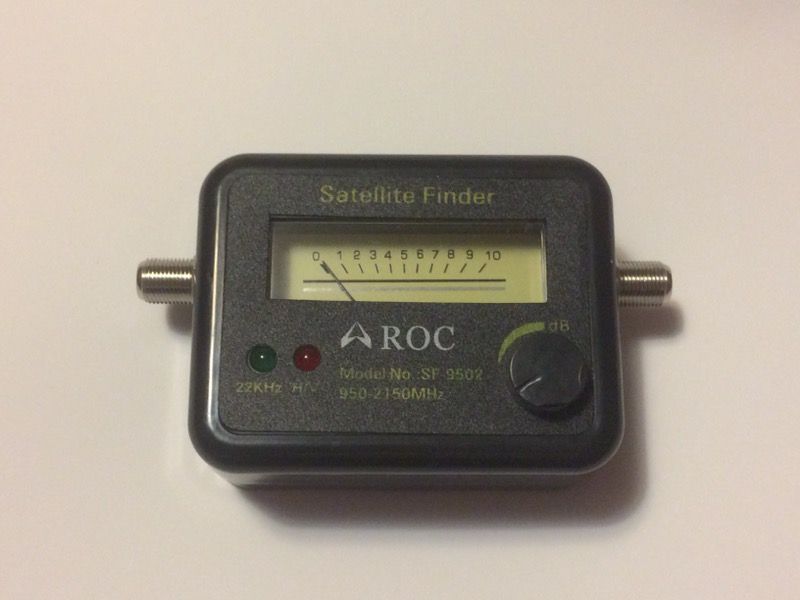 Satellite Finder
0 1 2 3 4 5 6 7 8 9 10
ROC
dB
22KHz H/V
Model No.:SF 9502
950-2150MHz